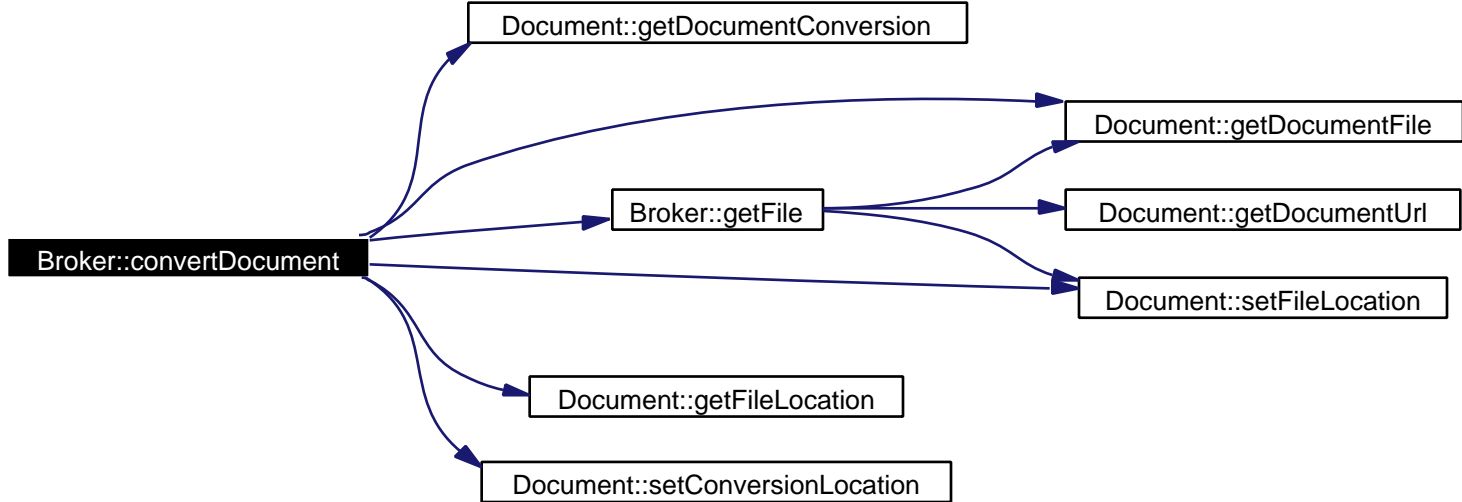 Document::getDocumentConversion
Document::getDocumentFile
Broker::getFile
Document::getDocumentUrl
Broker::convertDocument
Document::setFileLocation
Document::getFileLocation
Document::setConversionLocation